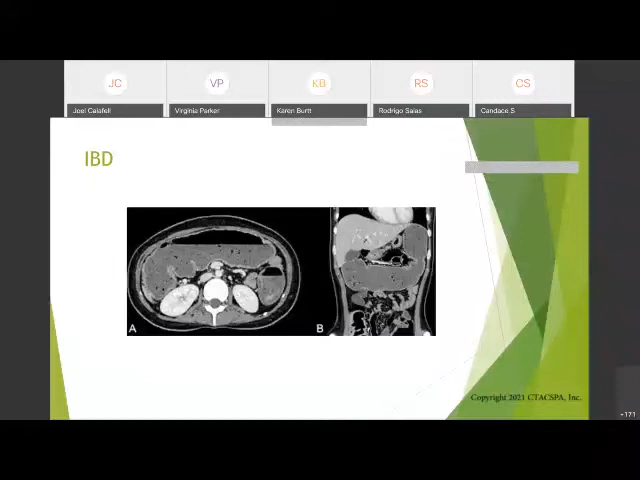 JC
VP
KB
RS
CS
Joel Calafell
Virginia Parker
Karen Burtt
Rodrigo Salas
Candace S
IBD
A
B
Copyright 2021 CTACSPA, Inc.
+171